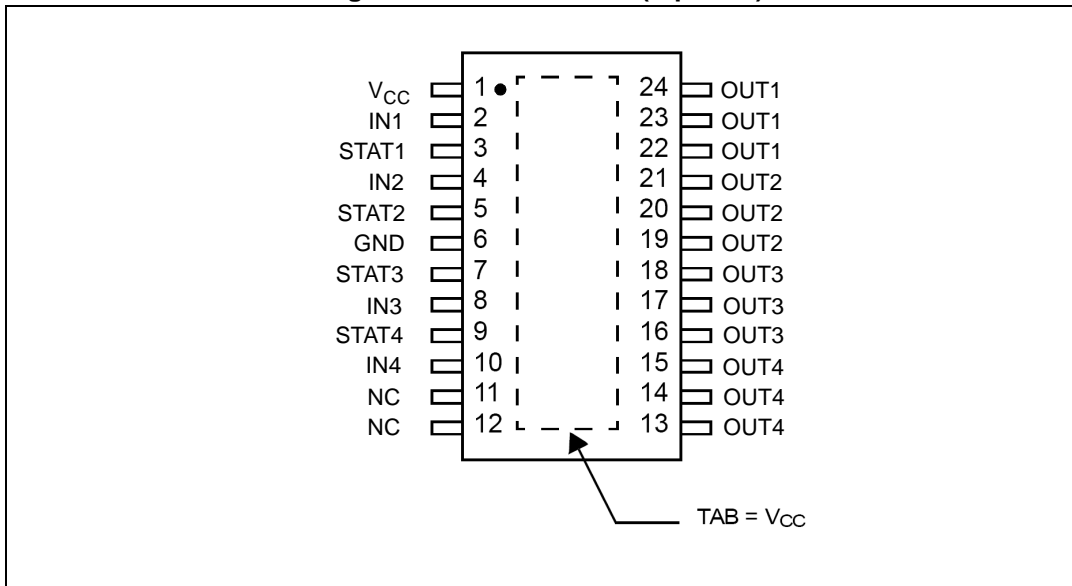 V_CC 1 24 OUT1
IN1 2 23 OUT1
STAT1 3 22 OUT1
IN2 4 21 OUT2
STAT2 5 20 OUT2
GND 6 19 OUT2
STAT3 7 18 OUT3
IN3 8 17 OUT3
STAT4 9 16 OUT3
IN4 10 15 OUT4
NC 11 14 OUT4
NC 12 13 OUT4
TAB = V_CC